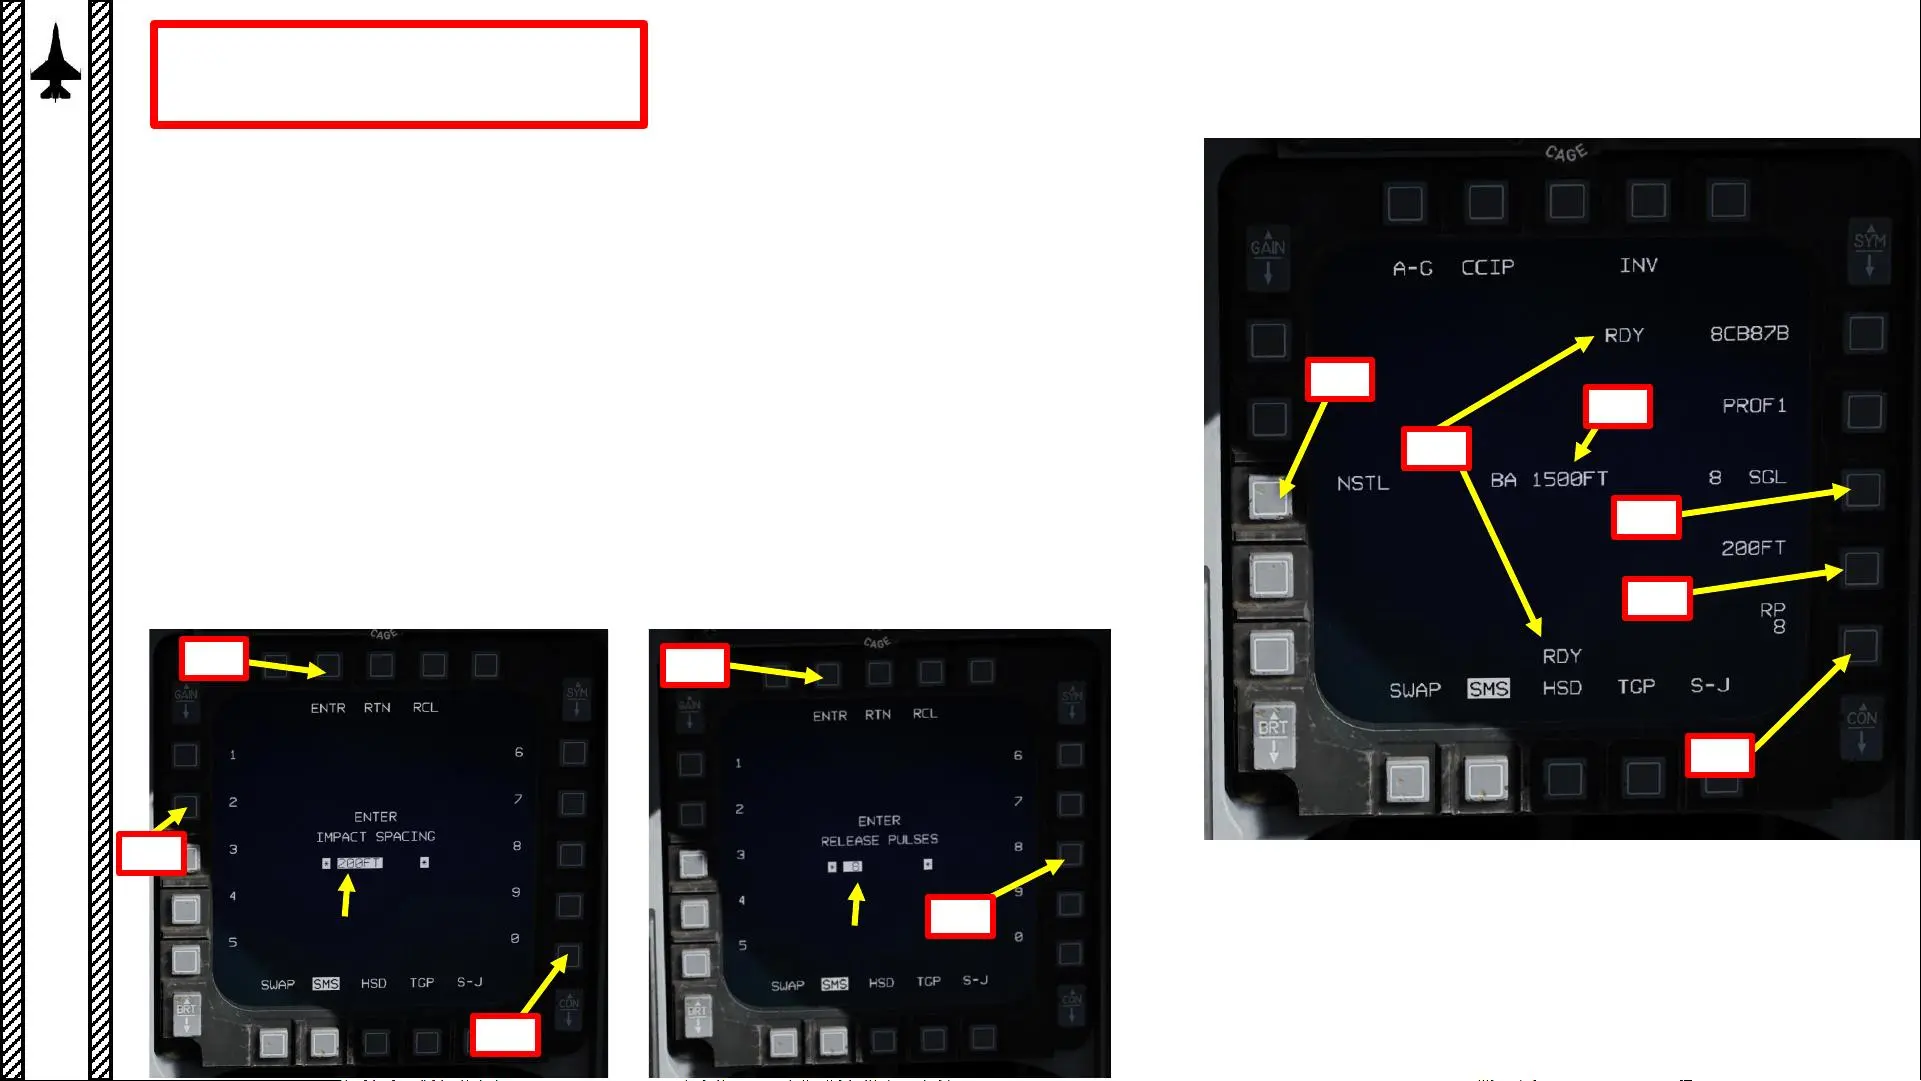 CAGE
GAIN
SYM
A-G CCIP INV
RDY 8CB87B
PROF1
NSTL BA 1500FT 8 SGL
200FT
RP
8
RDY
SWAP SMS HSD TGP S-J
BRT
CON
CAGE
GAIN
SYM
ENTR RTN RCL
1 6
2 7
ENTER
IMPACT SPACING
3 8
* 200FT *
4 9
5 0
SWAP SMS HSD TGP S-J
BRT
CON
CAGE
GAIN
SYM
ENTR RTN RCL
1 6
2 7
ENTER
RELEASE PULSES
3 8
* 8 *
4 9
5 0
SWAP SMS HSD TGP S-J
BRT
CON